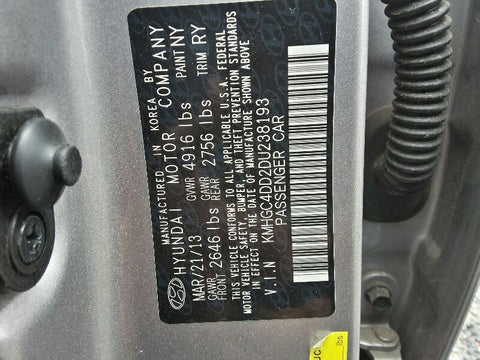 MANUFACTURED IN KOREA BY
HYUNDAI MOTOR COMPANY
MAR/21/13 GVWR 4916 lbs PAINT NY
GAWR FRONT 2646 lbs GAWR REAR 2756 lbs TRIM RY
THIS VEHICLE CONFORMS TO ALL APPLICABLE U.S.A. FEDERAL
MOTOR VEHICLE SAFETY, BUMPER, AND THEFT PREVENTION STANDARDS
IN EFFECT ON THE DATE OF MANUFACTURE SHOWN ABOVE
V.I.N KMHGC4DD2DU238193
PASSENGER CAR
lbs